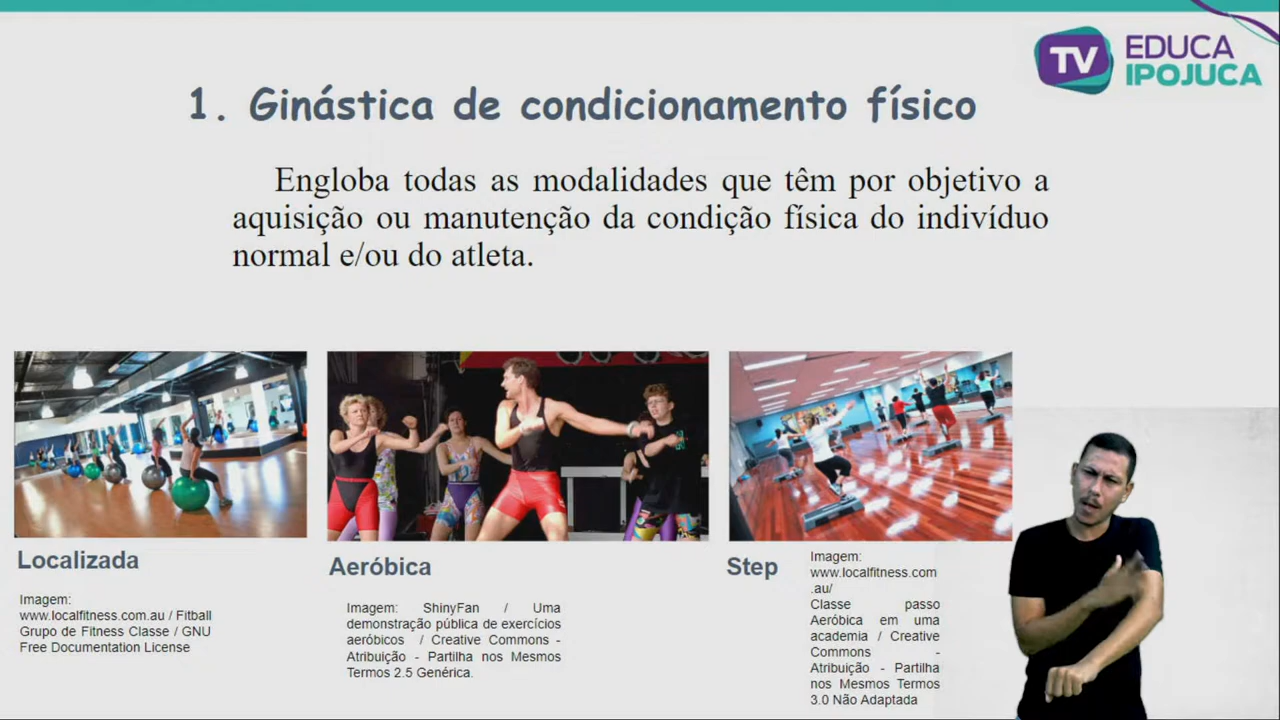 TV EDUCA
IPOJUCA
1. Ginástica de condicionamento físico
Engloba todas as modalidades que têm por objetivo a
aquisição ou manutenção da condição física do indivíduo
normal e/ou do atleta.
Localizada
Imagem:
www.localfitness.com.au / Fitball
Grupo de Fitness Classe / GNU
Free Documentation License
Aeróbica
Imagem: ShinyFan / Uma
demonstração pública de exercícios
aeróbicos / Creative Commons -
Atribuição - Partilha nos Mesmos
Termos 2.5 Genérica.
Step
Imagem:
www.localfitness.com
.au/
Classe passo
Aeróbica em uma
academia / Creative
Commons -
Atribuição - Partilha
nos Mesmos Termos
3.0 Não Adaptada